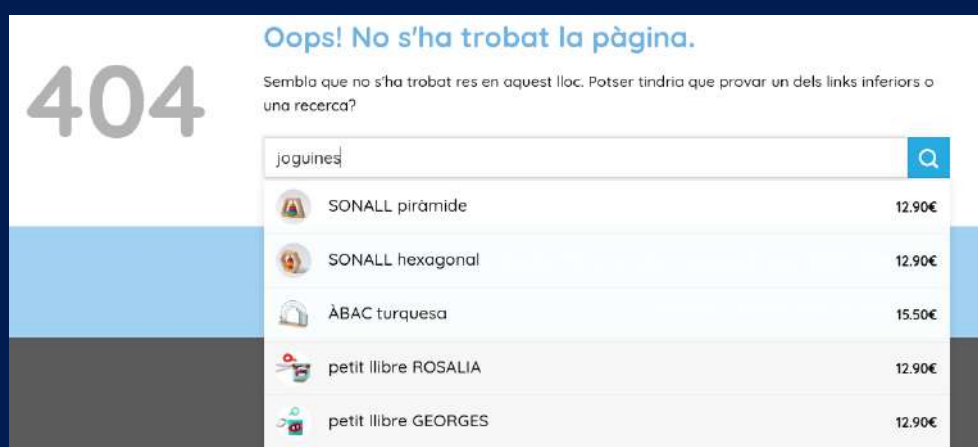 404
Oops! No s'ha trobat la pàgina.
Sembla que no s'ha trobat res en aquest lloc. Potser tindria que provar un dels links inferiors o
una recerca?
joguines
SONALL piràmide 12.90€
SONALL hexagonal 12.90€
ÀBAC turquesa 15.50€
petit llibre ROSALIA 12.90€
petit llibre GEORGES 12.90€